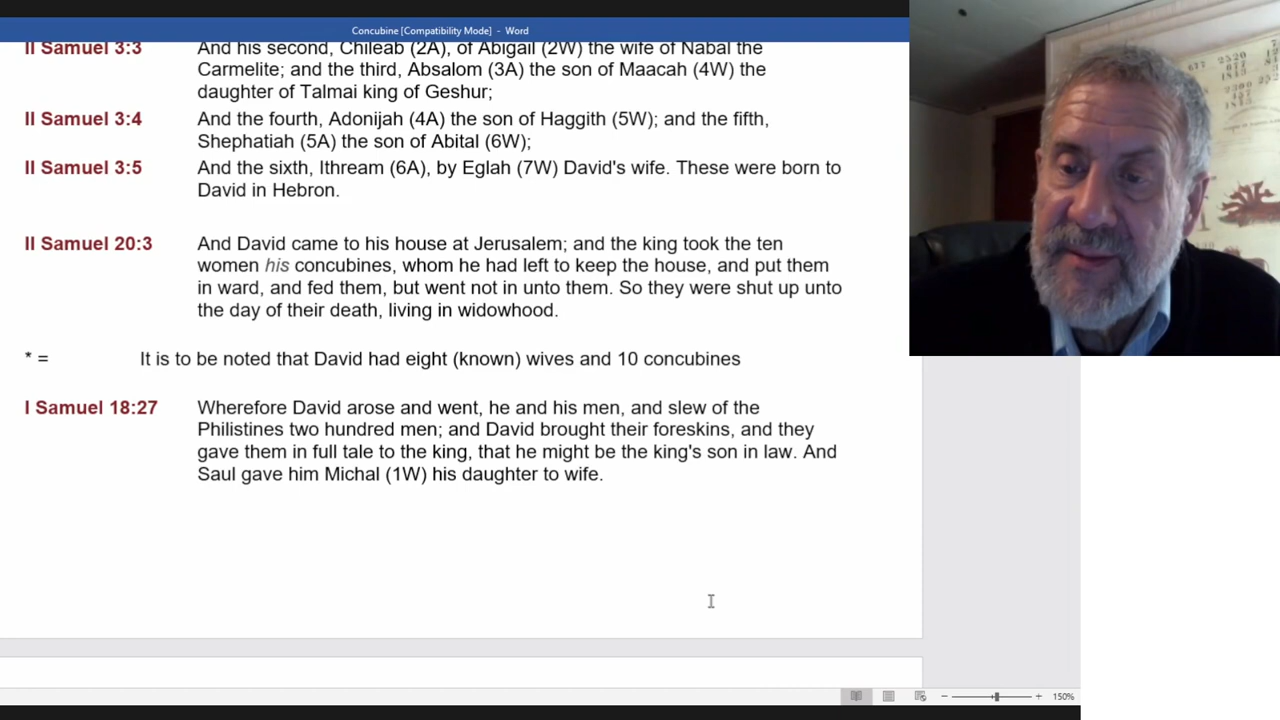 Concubine [Compatibility Mode] - Word
II Samuel 3:3 And his second, Chileab (2A), of Abigail (2W) the wife of Nabal the
Carmelite; and the third, Absalom (3A) the son of Maacah (4W) the
daughter of Talmai king of Geshur;
II Samuel 3:4 And the fourth, Adonijah (4A) the son of Haggith (5W); and the fifth,
Shephatiah (5A) the son of Abital (6W);
II Samuel 3:5 And the sixth, Ithream (6A), by Eglah (7W) David's wife. These were born to
David in Hebron.
II Samuel 20:3 And David came to his house at Jerusalem; and the king took the ten
women his concubines, whom he had left to keep the house, and put them
in ward, and fed them, but went not in unto them. So they were shut up unto
the day of their death, living in widowhood.
* = It is to be noted that David had eight (known) wives and 10 concubines
I Samuel 18:27 Wherefore David arose and went, he and his men, and slew of the
Philistines two hundred men; and David brought their foreskins, and they
gave them in full tale to the king, that he might be the king's son in law. And
Saul gave him Michal (1W) his daughter to wife.
150%
677 2520